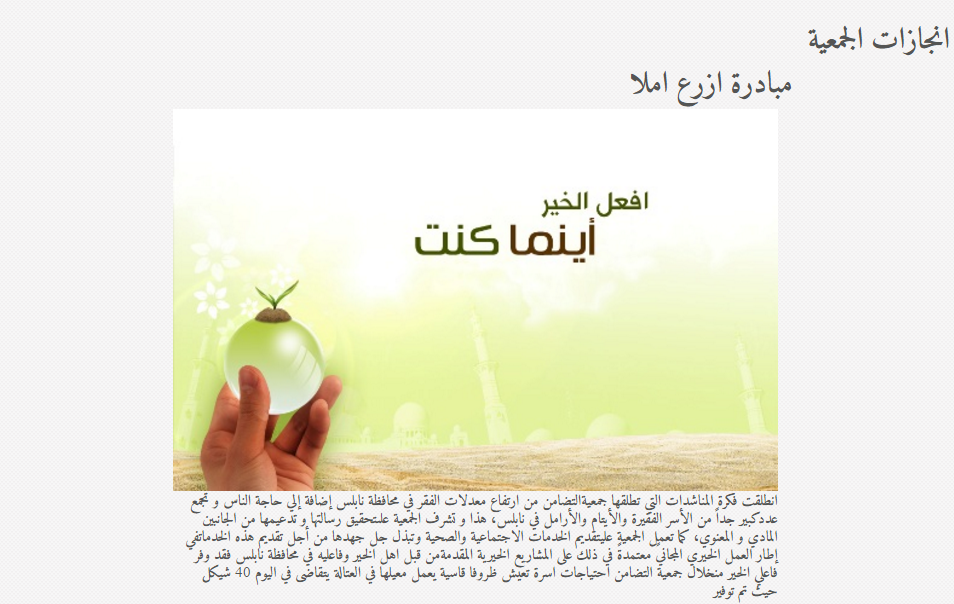 انجازات الجمعية
مبادرة ازرع املا
افعل الخير
أينما كنت
انطلقت فكرة المناشدات التي تطلقها جمعيةالتضامن من ارتفاع معدلات الفقر في محافظة نابلس إضافة إلي حاجة الناس و تجمع
عددكبير جداً من الأسر الفقيرة والأيتام والأرامل في نابلس، هذا و تشرف الجمعية علىتحقيق رسالتها و تدعيمها من الجانبين
المادي و المعنوي، كما تعمل الجمعية عليتقديم الخدمات الاجتماعية والصحية وتبذل جل جهدها من أجل تقديم هذه الخدماتفي
إطار العمل الخيري المجانيً معتمدةً في ذلك على المشاريع الخيرية المقدمةمن قبل اهل الخير وفاعليه في محافظة نابلس فقد وفر
فاعلي الخير منخلال جمعية التضامن احتياجات اسرة تعيش ظروفا قاسية يعمل معيلها في العتالة يتقاضى في اليوم 40 شيكل
حيث تم توفير